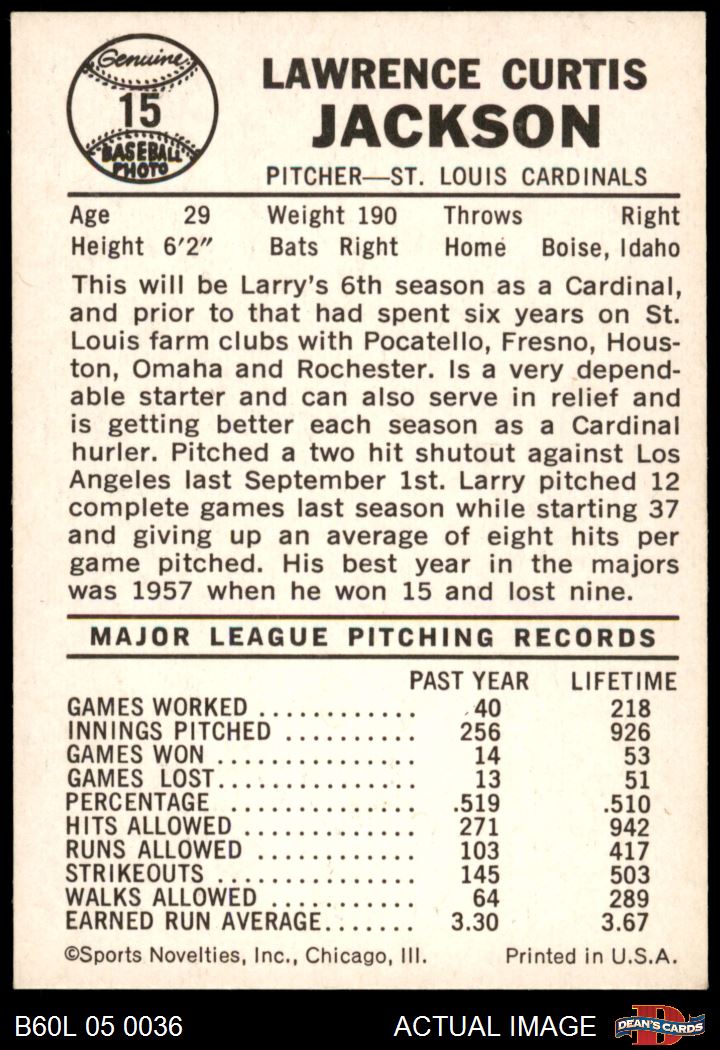 Genuine
15
BASEBALL
PHOTO
LAWRENCE CURTIS
JACKSON
PITCHER—ST. LOUIS CARDINALS
Age 29 Weight 190 Throws Right
Height 6'2" Bats Right Home Boise, Idaho
This will be Larry's 6th season as a Cardinal,
and prior to that had spent six years on St.
Louis farm clubs with Pocatello, Fresno, Hous-
ton, Omaha and Rochester. Is a very depend-
able starter and can also serve in relief and
is getting better each season as a Cardinal
hurler. Pitched a two hit shutout against Los
Angeles last September 1st. Larry pitched 12
complete games last season while starting 37
and giving up an average of eight hits per
game pitched. His best year in the majors
was 1957 when he won 15 and lost nine.
MAJOR LEAGUE PITCHING RECORDS
PAST YEAR LIFETIME
GAMES WORKED ............. 40 218
INNINGS PITCHED .......... 256 926
GAMES WON ................ 14 53
GAMES LOST................ 13 51
PERCENTAGE ............... .519 .510
HITS ALLOWED ............. 271 942
RUNS ALLOWED ............. 103 417
STRIKEOUTS ............... 145 503
WALKS ALLOWED ............ 64 289
EARNED RUN AVERAGE....... 3.30 3.67
©Sports Novelties, Inc., Chicago, Ill. Printed in U.S.A.
B60L 05 0036 ACTUAL IMAGE D DEAN'S CARDS